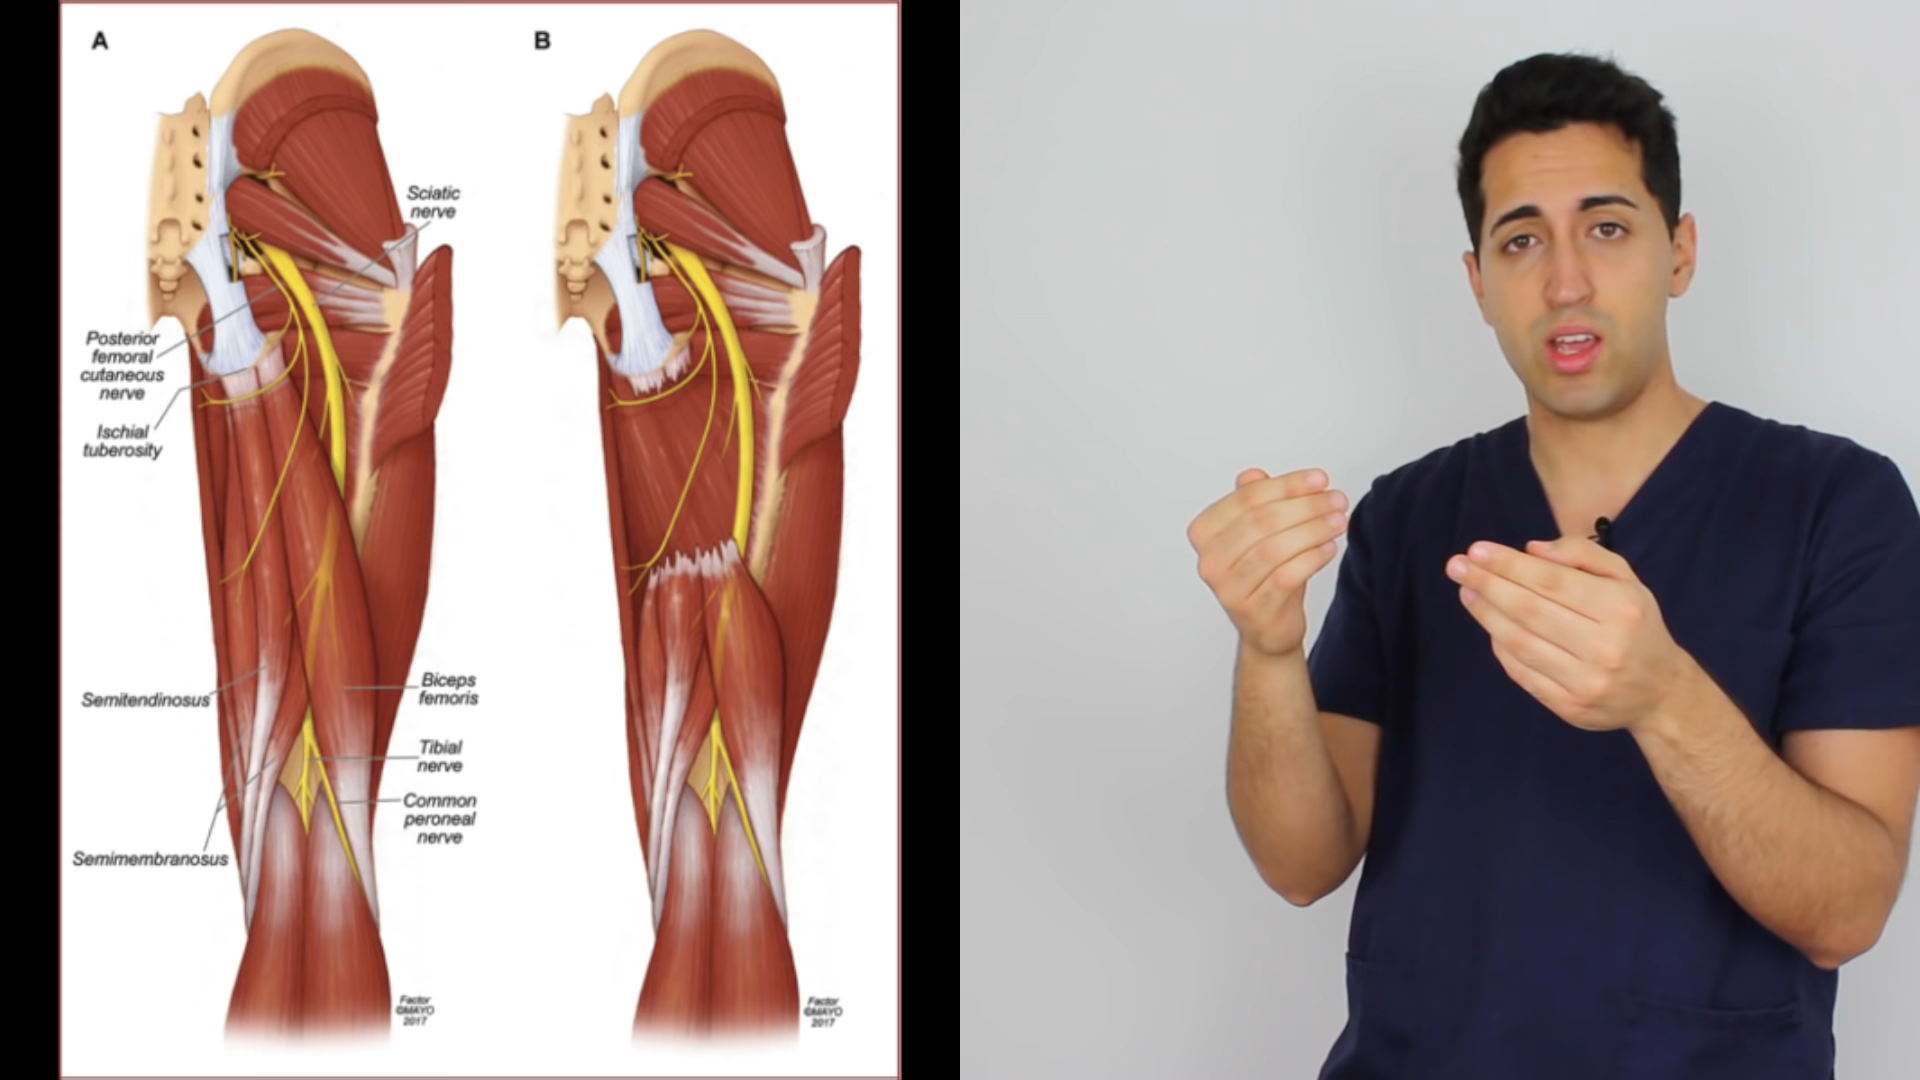 A
B
Sciatic
nerve
Posterior
femoral
cutaneous
nerve
Ischial
tuberosity
Semitendinosus
Biceps
femoris
Tibial
nerve
Common
peroneal
nerve
Semimembranosus
Factor
©MAYO
2017
Factor
©MAYO
2017